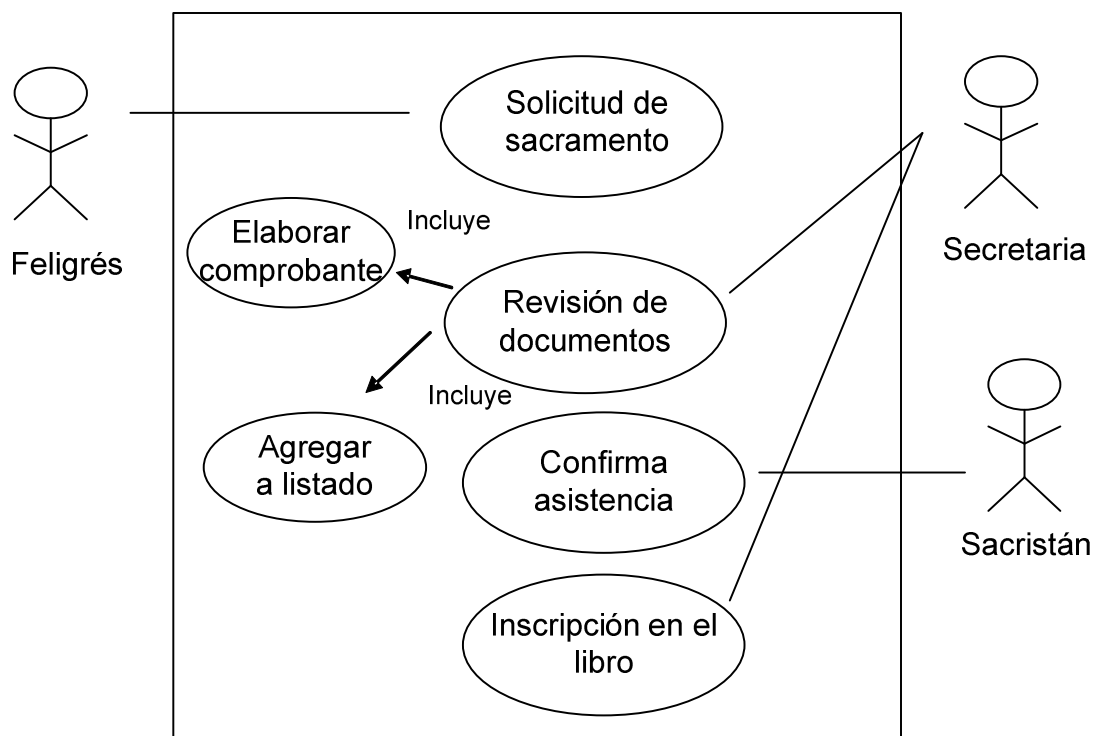 Solicitud de
sacramento
Feligrés
Elaborar
comprobante
Incluye
Revisión de
documentos
Secretaria
Incluye
Agregar
a listado
Confirma
asistencia
Sacristán
Inscripción en el
libro